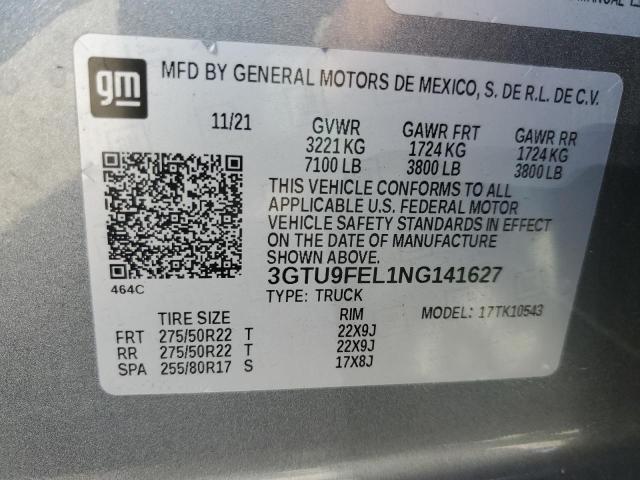 MANUAL
gm
MFD BY GENERAL MOTORS DE MEXICO, S. DE R.L. DE C.V.
11/21 GVWR GAWR FRT GAWR RR
3221 KG 1724 KG 1724 KG
7100 LB 3800 LB 3800 LB
THIS VEHICLE CONFORMS TO ALL
APPLICABLE U.S. FEDERAL MOTOR
VEHICLE SAFETY STANDARDS IN EFFECT
ON THE DATE OF MANUFACTURE
3GTU9FEL1NG141627
464C
TYPE: TRUCK MODEL: 17TK10543
TIRE SIZE RIM
FRT 275/50R22 T 22X9J
RR 275/50R22 T 22X9J
SPA 255/80R17 S 17X8J